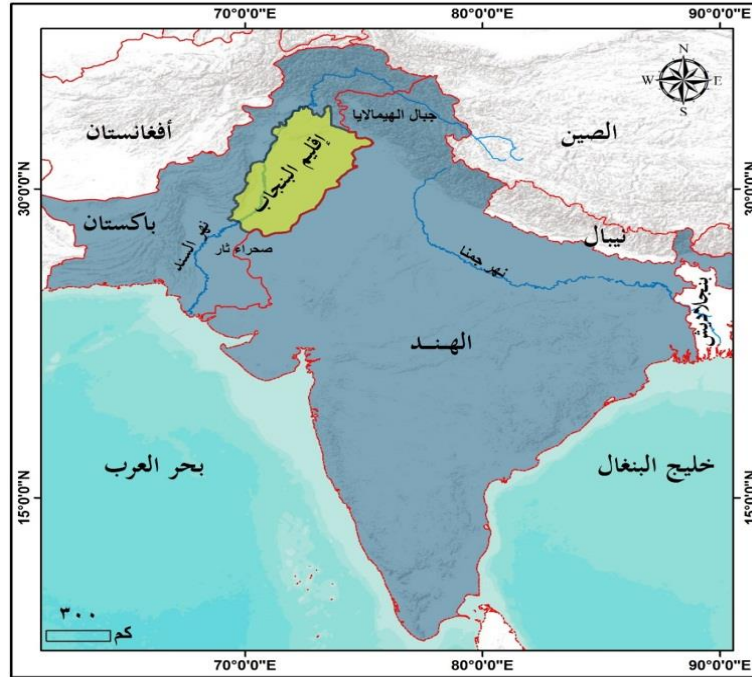 70°0'0"E
80°0'0"E
90°0'0"E
N
W
E
S
أفغانستان
جبال الهيمالايا
الصين
إقليم البنجاب
30°0'0"N
30°0'0"N
باكستان
نهر السند
صحراء ثار
نهر جمنا
نيبال
بنجلاديش
الهند
بحر العرب
خليج البنغال
15°0'0"N
15°0'0"N
٣٠٠
كم
70°0'0"E
80°0'0"E
90°0'0"E